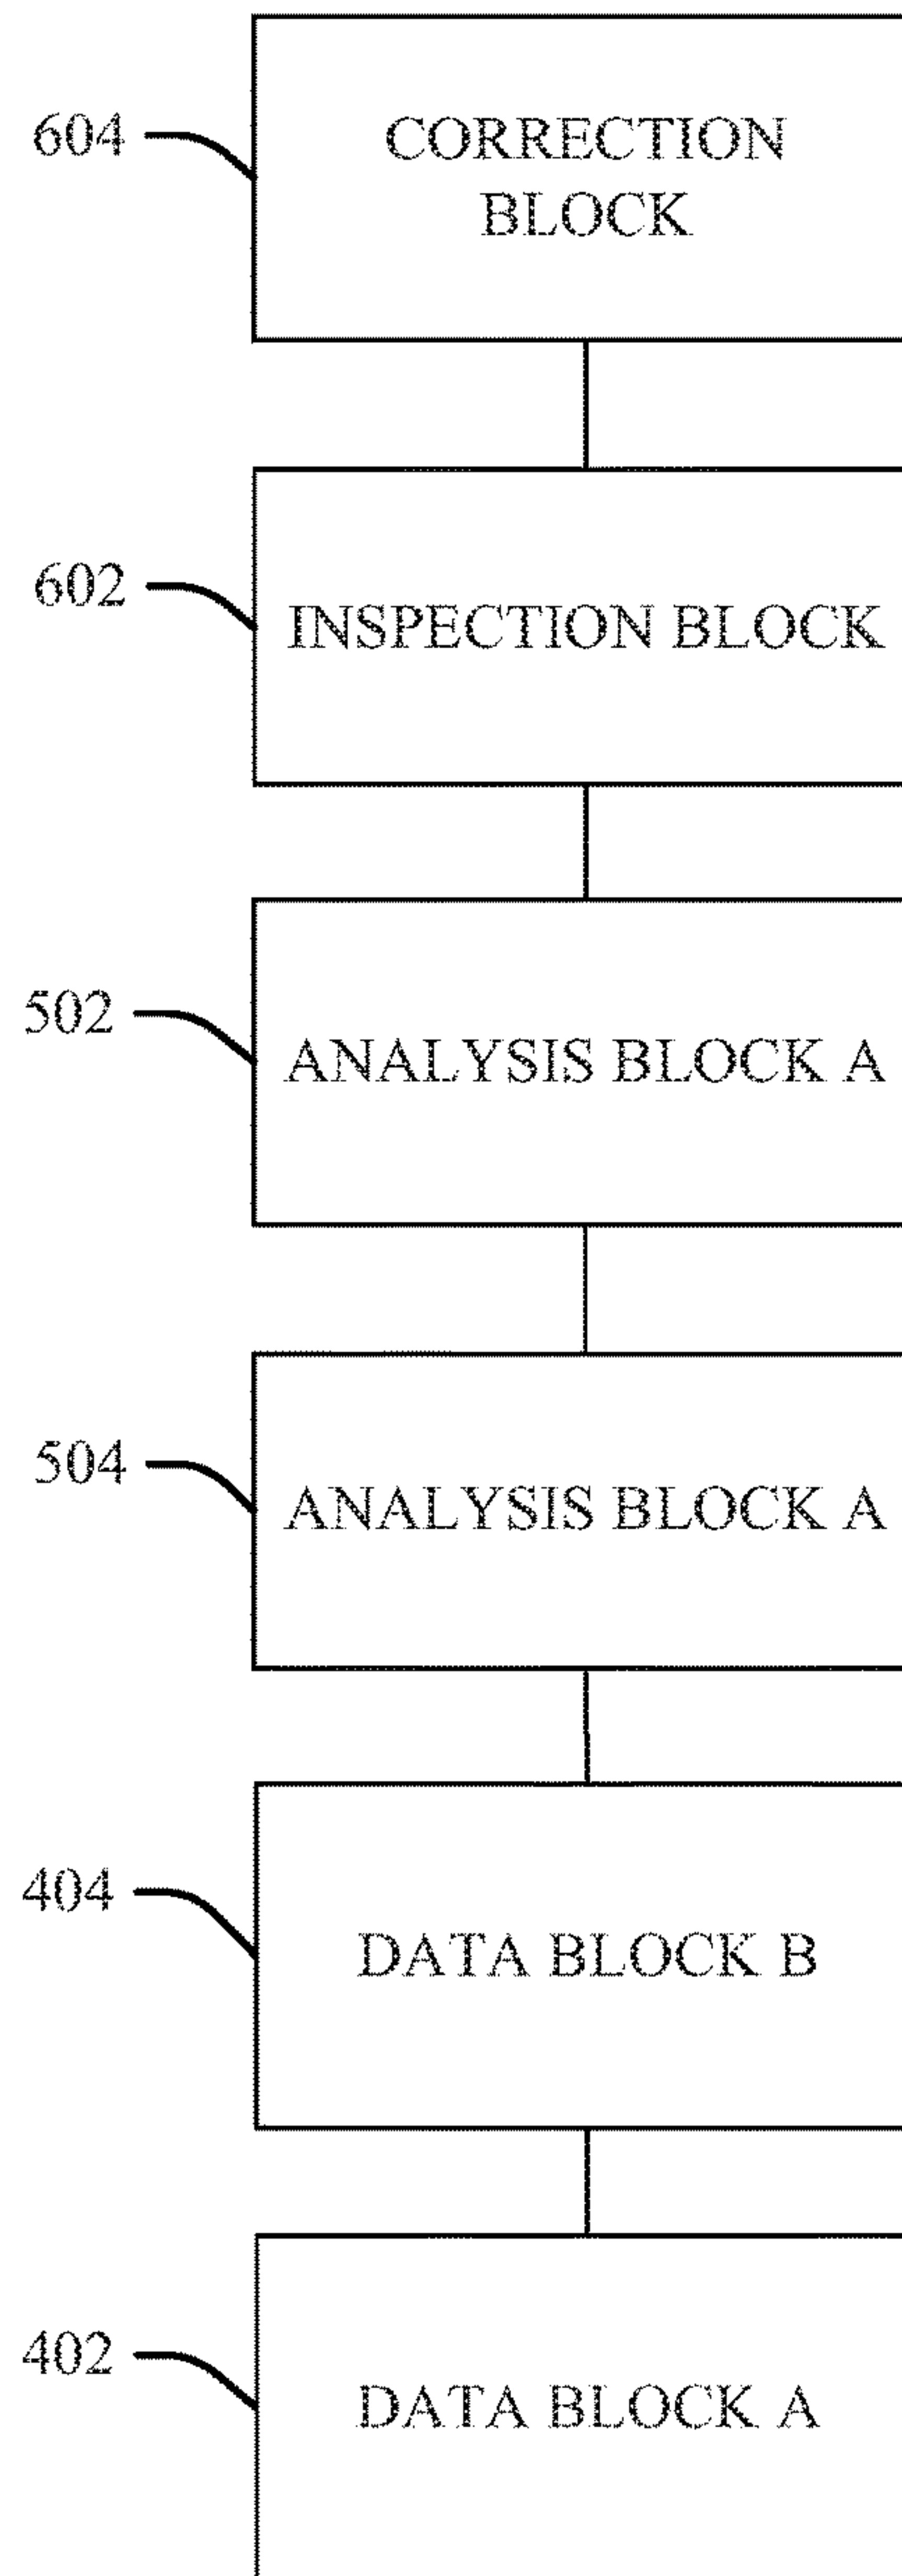 604
CORRECTION
BLOCK
602
INSPECTION BLOCK
502
ANALYSIS BLOCK A
504
ANALYSIS BLOCK A
404
DATA BLOCK B
402
DATA BLOCK A